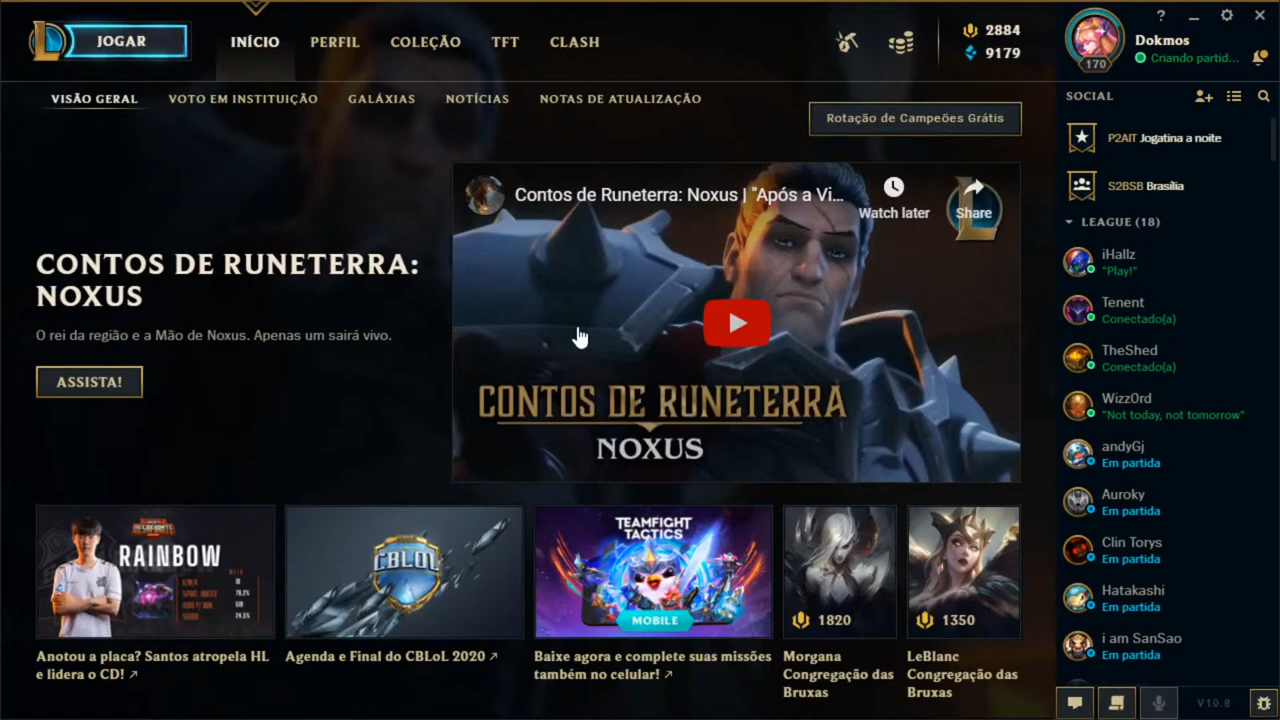 JOGAR
INÍCIO
PERFIL
COLEÇÃO
TFT
CLASH
2884
9179
170
?
Dokmos
Criando partid...
VISÃO GERAL
VOTO EM INSTITUIÇÃO
GALÁXIAS
NOTÍCIAS
NOTAS DE ATUALIZAÇÃO
Rotação de Campeões Grátis
CONTOS DE RUNETERRA:
NOXUS
O rei da região e a Mão de Noxus. Apenas um sairá vivo.
ASSISTA!
Contos de Runeterra: Noxus | "Após a Vi...
Watch later
Share
CONTOS DE RUNETERRA
NOXUS
RAINBOW
Anotou a placa? Santos atropela HL
e lidera o CD!
CBLOL
Agenda e Final do CBLoL 2020
TEAMFIGHT
TACTICS
MOBILE
Baixe agora e complete suas missões
também no celular!
1820
Morgana
Congregação das
Bruxas
1350
LeBlanc
Congregação das
Bruxas
SOCIAL
P2AIT Jogatina a noite
S2BSB Brasília
LEAGUE (18)
iHallz
"Play!"
Tenent
Conectado(a)
TheShed
Conectado(a)
Wizz0rd
"Not today, not tomorrow"
andyGj
Em partida
Auroky
Em partida
Clin Torys
Em partida
Hatakashi
Em partida
i am SanSao
Em partida
V10.8